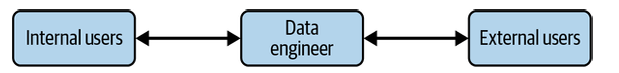 Internal users
Data
engineer
External users